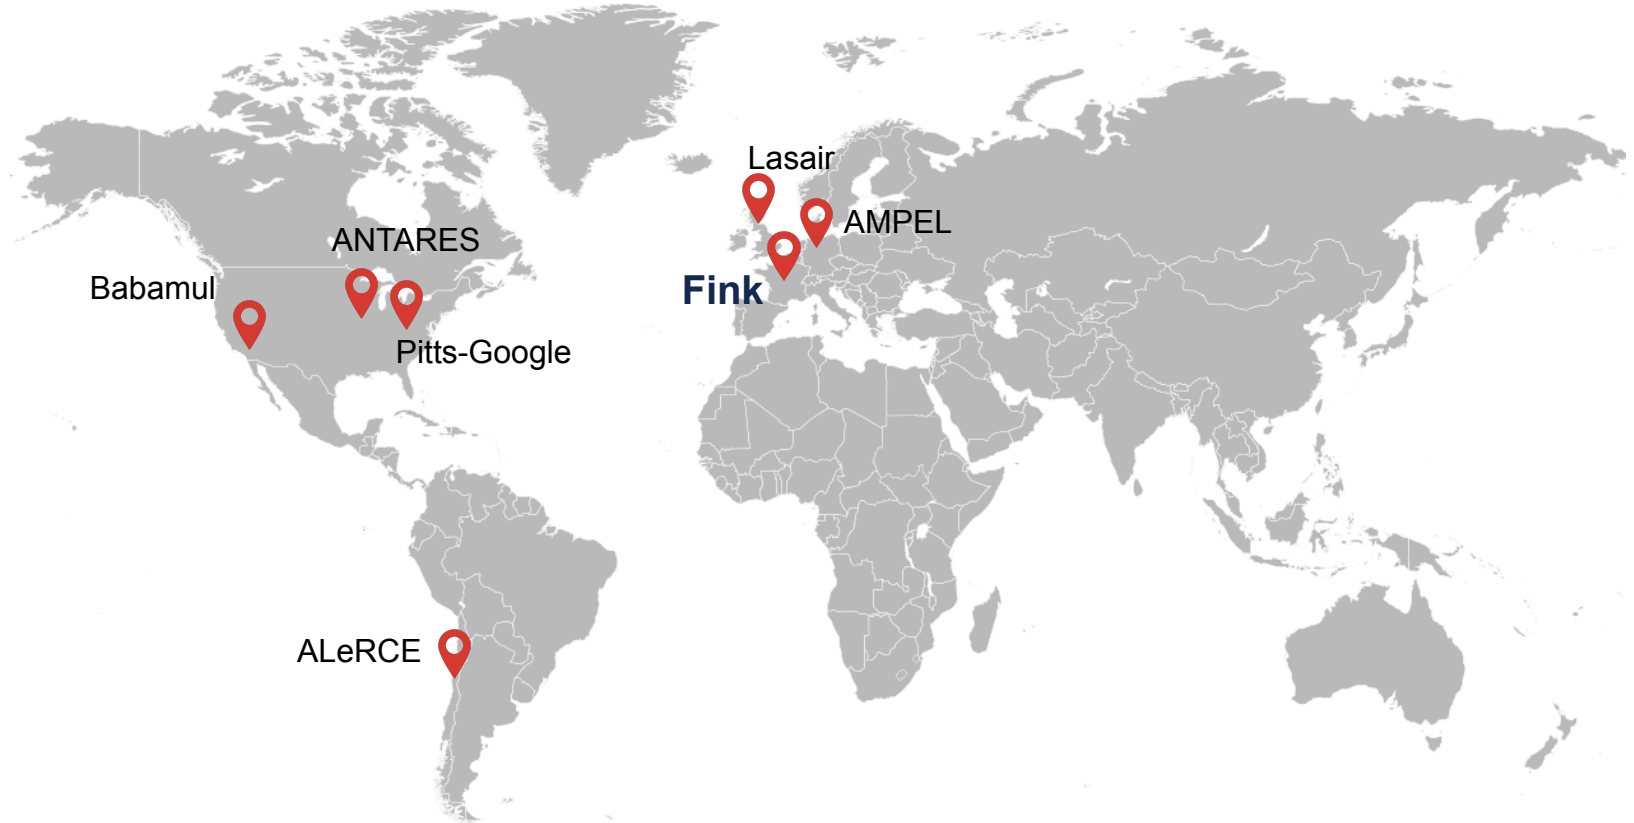 Lasair
AMPEL
ANTARES
Babamul
Fink
Pitts-Google
ALeRCE